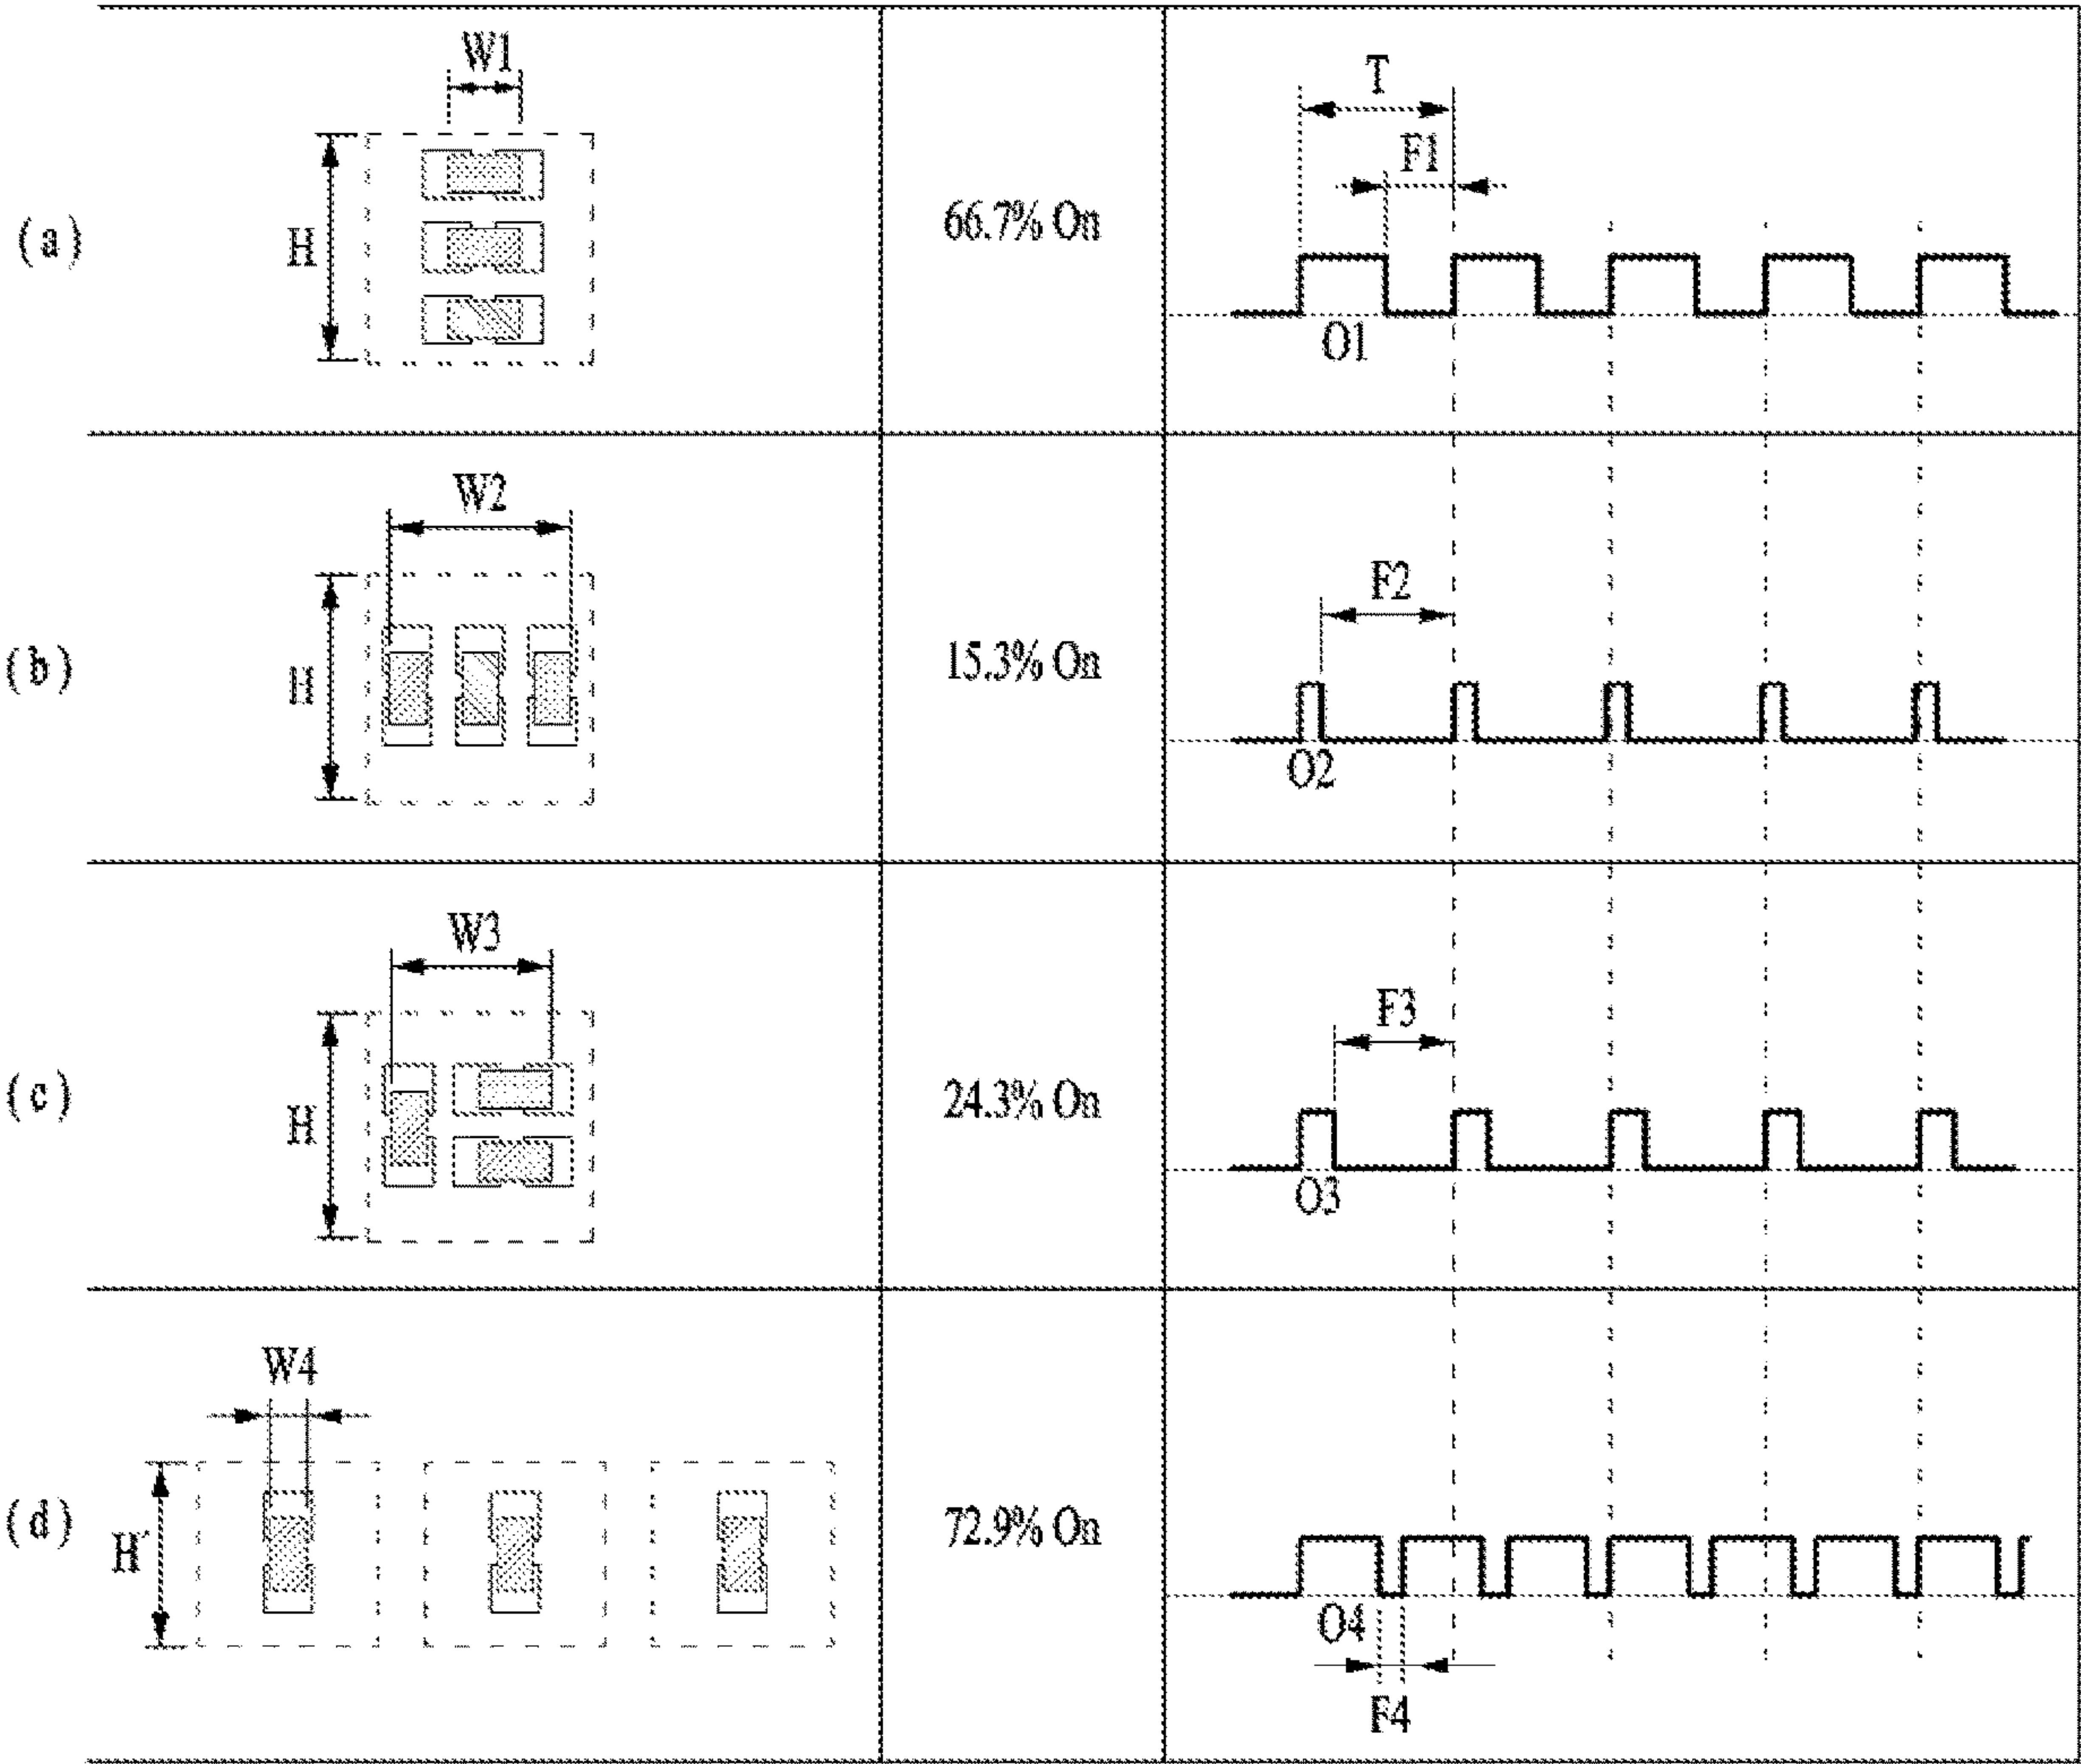 W1
T
F1
(a)
H
66.7% On
O1
W2
F2
(b)
H
15.3% On
O2
W3
F3
(c)
H
24.3% On
O3
W4
(d)
H'
72.9% On
O4
F4